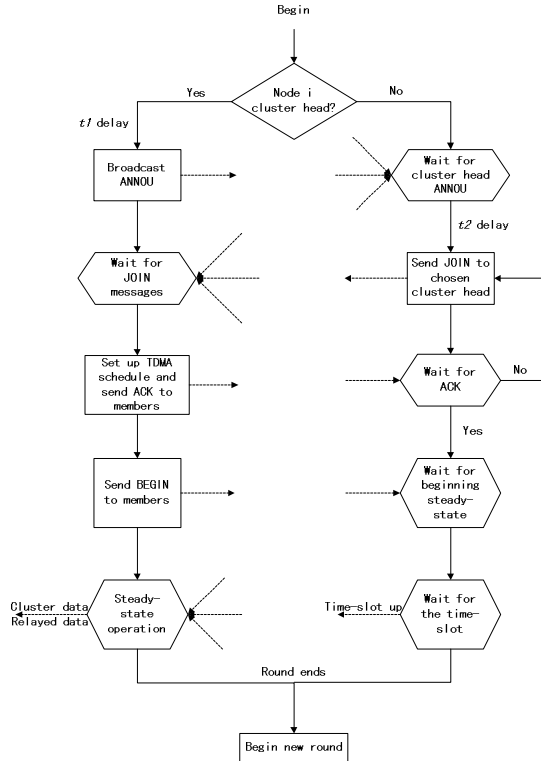 Begin
Node i
cluster head?
Yes
No
t1 delay
Broadcast
ANNOU
Wait for
cluster head
ANNOU
t2 delay
Wait for
JOIN
messages
Send JOIN to
chosen
cluster head
Set up TDMA
schedule and
send ACK to
members
Wait for
ACK
No
Yes
Send BEGIN
to members
Wait for
beginning
steady-
state
Cluster data
Relayed data
Steady-
state
operation
Time-slot up
Wait for
the time-
slot
Round ends
Begin new round